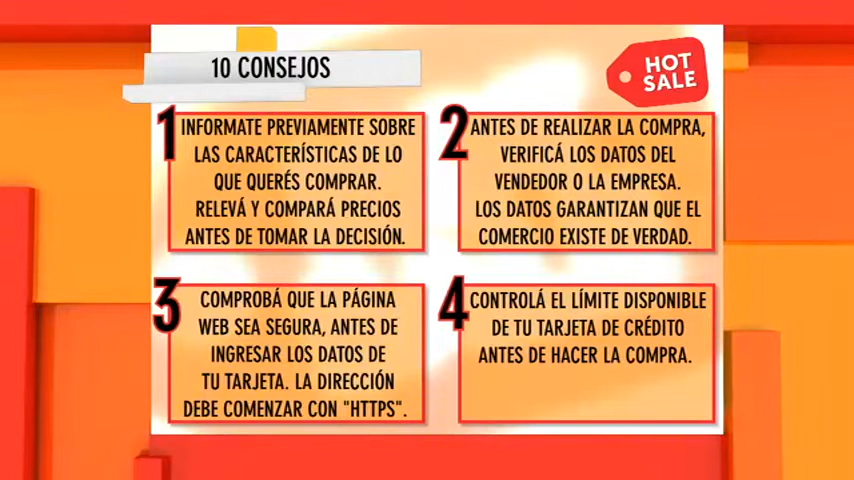 10 CONSEJOS
HOT
SALE
1
INFORMATE PREVIAMENTE SOBRE
LAS CARACTERÍSTICAS DE LO
QUE QUERÉS COMPRAR.
RELEVÁ Y COMPARÁ PRECIOS
ANTES DE TOMAR LA DECISIÓN.
2
ANTES DE REALIZAR LA COMPRA,
VERIFICÁ LOS DATOS DEL
VENDEDOR O LA EMPRESA.
LOS DATOS GARANTIZAN QUE EL
COMERCIO EXISTE DE VERDAD.
3
COMPROBÁ QUE LA PÁGINA
WEB SEA SEGURA, ANTES DE
INGRESAR LOS DATOS DE
TU TARJETA. LA DIRECCIÓN
DEBE COMENZAR CON "HTTPS".
4
CONTROLÁ EL LÍMITE DISPONIBLE
DE TU TARJETA DE CRÉDITO
ANTES DE HACER LA COMPRA.